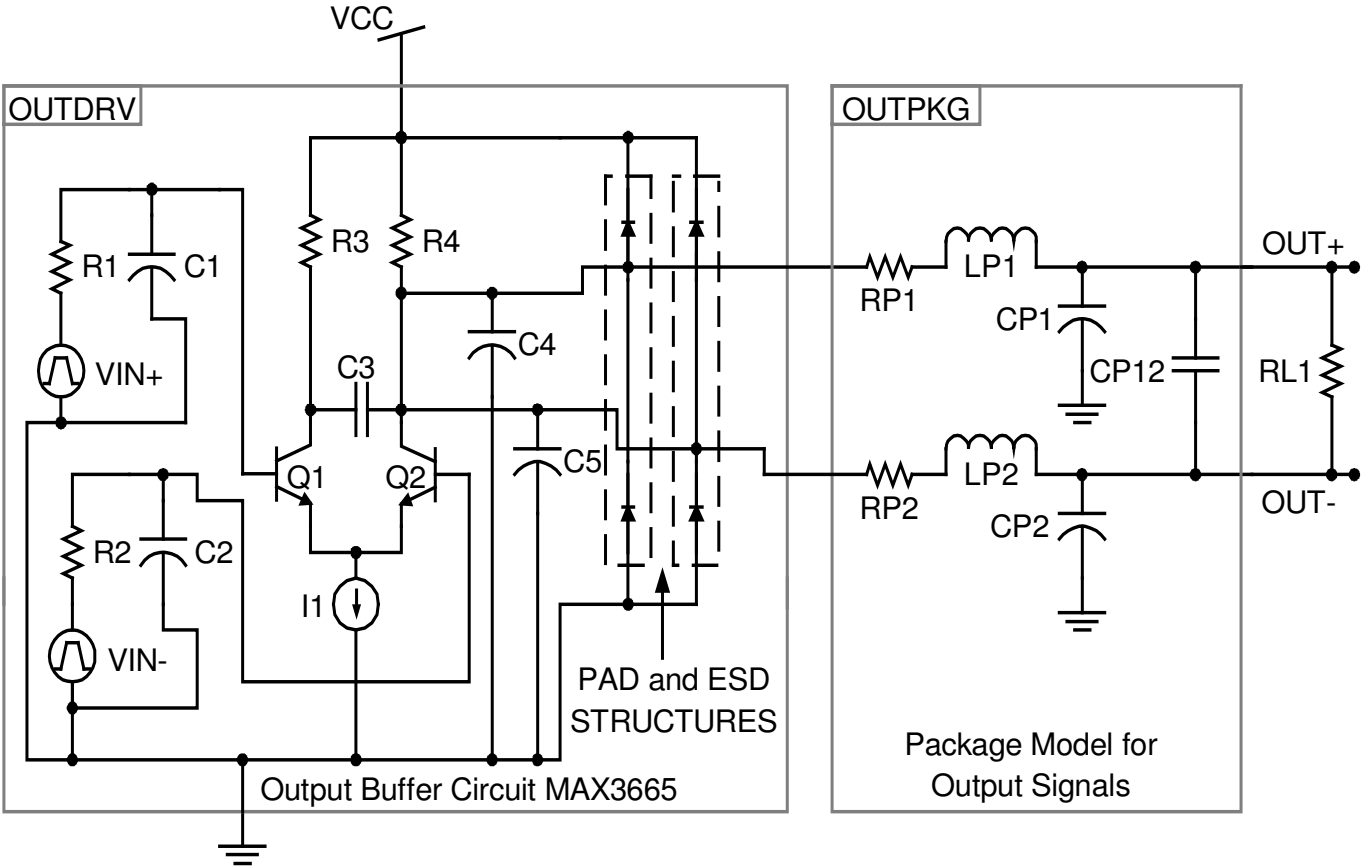 VCC
OUTDRV
OUTPKG
R1
C1
R3
R4
OUT+
LP1
RP1
CP1
VIN+
C3
C4
CP12
RL1
Q1
Q2
C5
LP2
RP2
OUT-
CP2
R2
C2
I1
VIN-
PAD and ESD
STRUCTURES
Package Model for
Output Signals
Output Buffer Circuit MAX3665